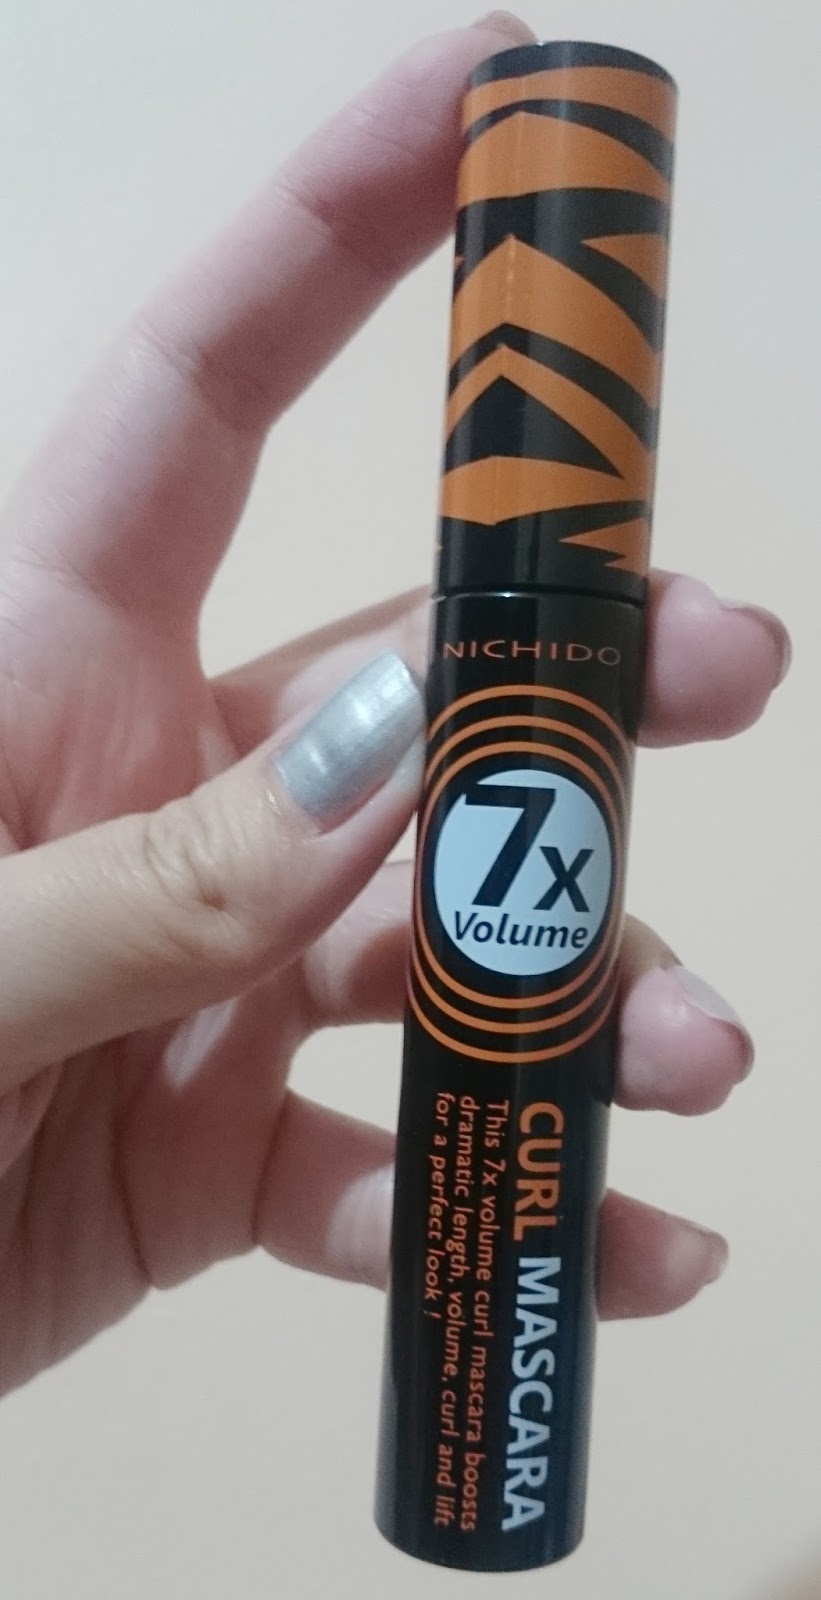 NICHIDO
7x
Volume
CURL MASCARA
This 7x volume curl mascara boosts
dramatic length, volume, curl and lift
for a perfect look !